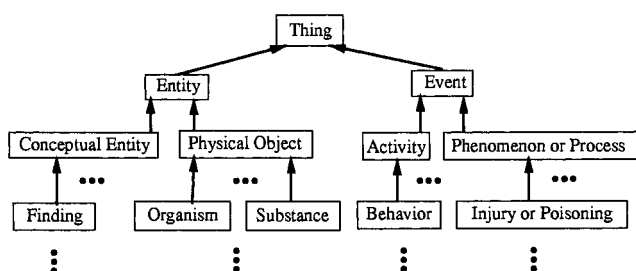 Thing
Entity
Event
Conceptual Entity
Physical Object
Activity
Phenomenon or Process
Finding
Organism
Substance
Behavior
Injury or Poisoning